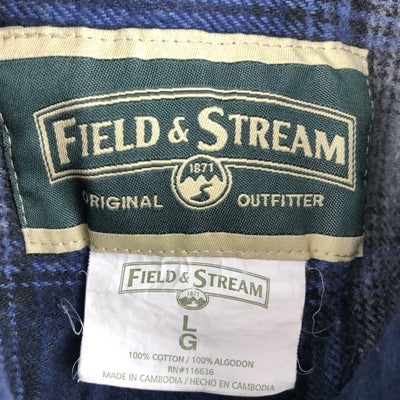 FIELD & STREAM
1871
ORIGINAL OUTFITTER
FIELD & STREAM
1871
L
G
100% COTTON / 100% ALGODON
RN#116636
MADE IN CAMBODIA / HECHO EN CAMBODIA